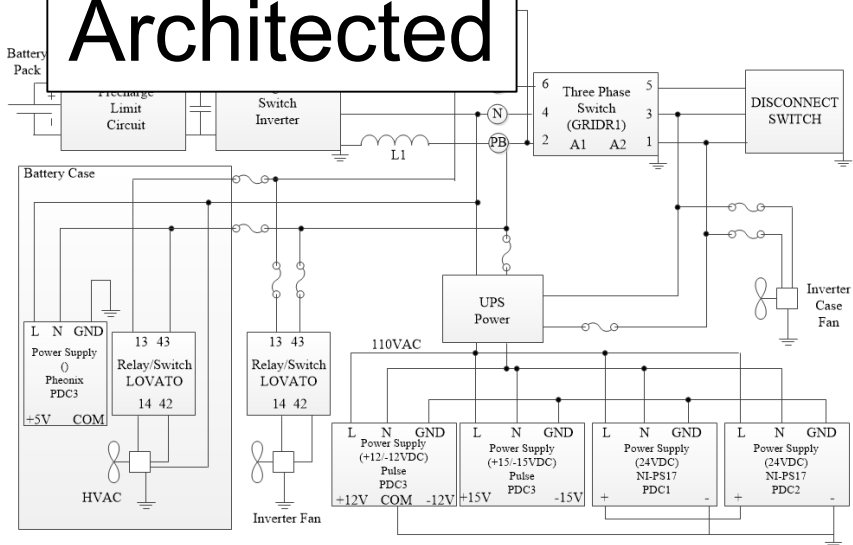 Architected
Battery
Pack
+
Limit
Circuit
Switch
Inverter
N
PB
L1
6
4
2
Three Phase
Switch
(GRIDR1)
A1 A2
5
3
1
DISCONNECT
SWITCH
Battery Case
L N GND
Power Supply
()
Pheonix
PDC3
+5V COM
13 43
Relay/Switch
LOVATO
14 42
HVAC
13 43
Relay/Switch
LOVATO
14 42
Inverter Fan
UPS
Power
110VAC
Inverter
Case
Fan
L N GND
Power Supply
(+12/-12VDC)
Pulse
PDC3
+12V COM -12V
L N GND
Power Supply
(+15/-15VDC)
Pulse
PDC3
+15V -15V
L N GND
Power Supply
(24VDC)
NI-PS17
PDC1
+ -
L N GND
Power Supply
(24VDC)
NI-PS17
PDC2
+ -